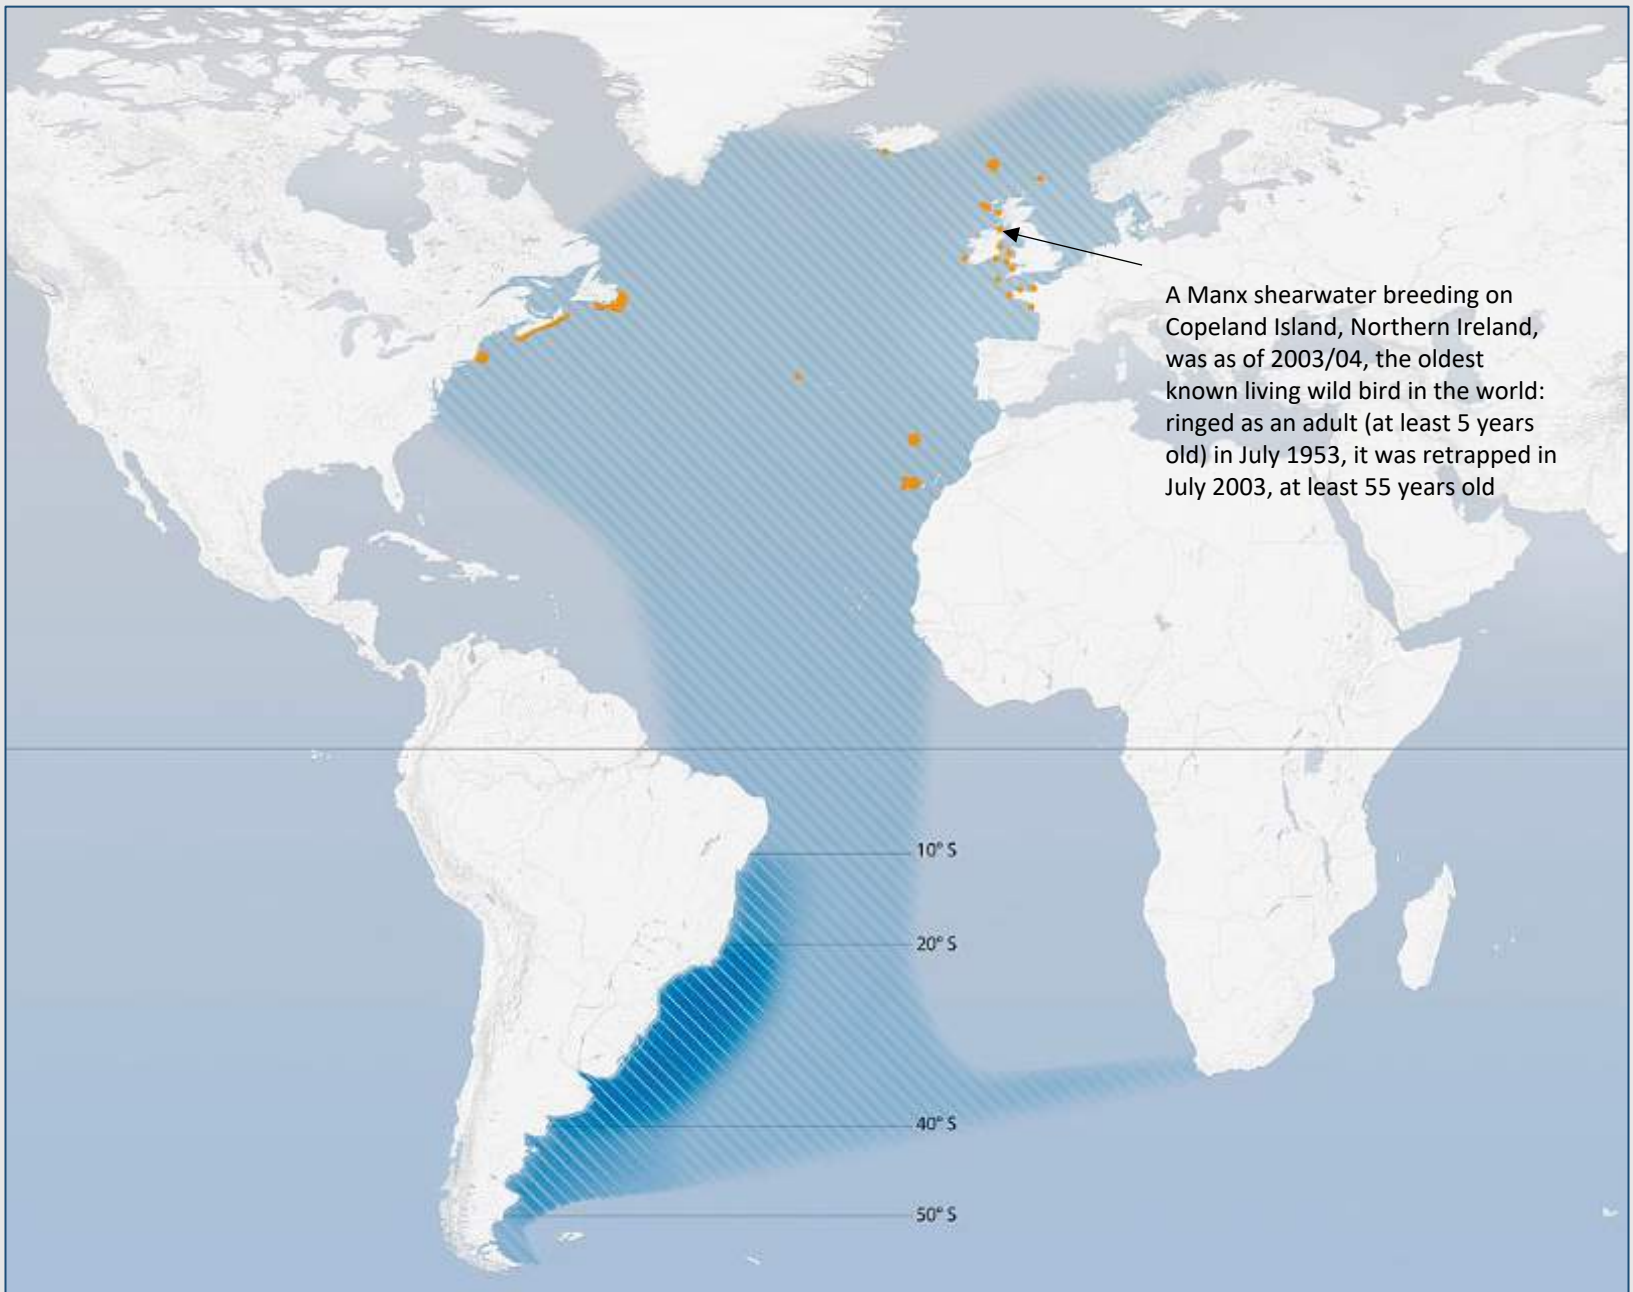 A Manx shearwater breeding on
Copeland Island, Northern Ireland,
was as of 2003/04, the oldest
known living wild bird in the world:
ringed as an adult (at least 5 years
old) in July 1953, it was retrapped in
July 2003, at least 55 years old
10° S
20° S
40° S
50° S